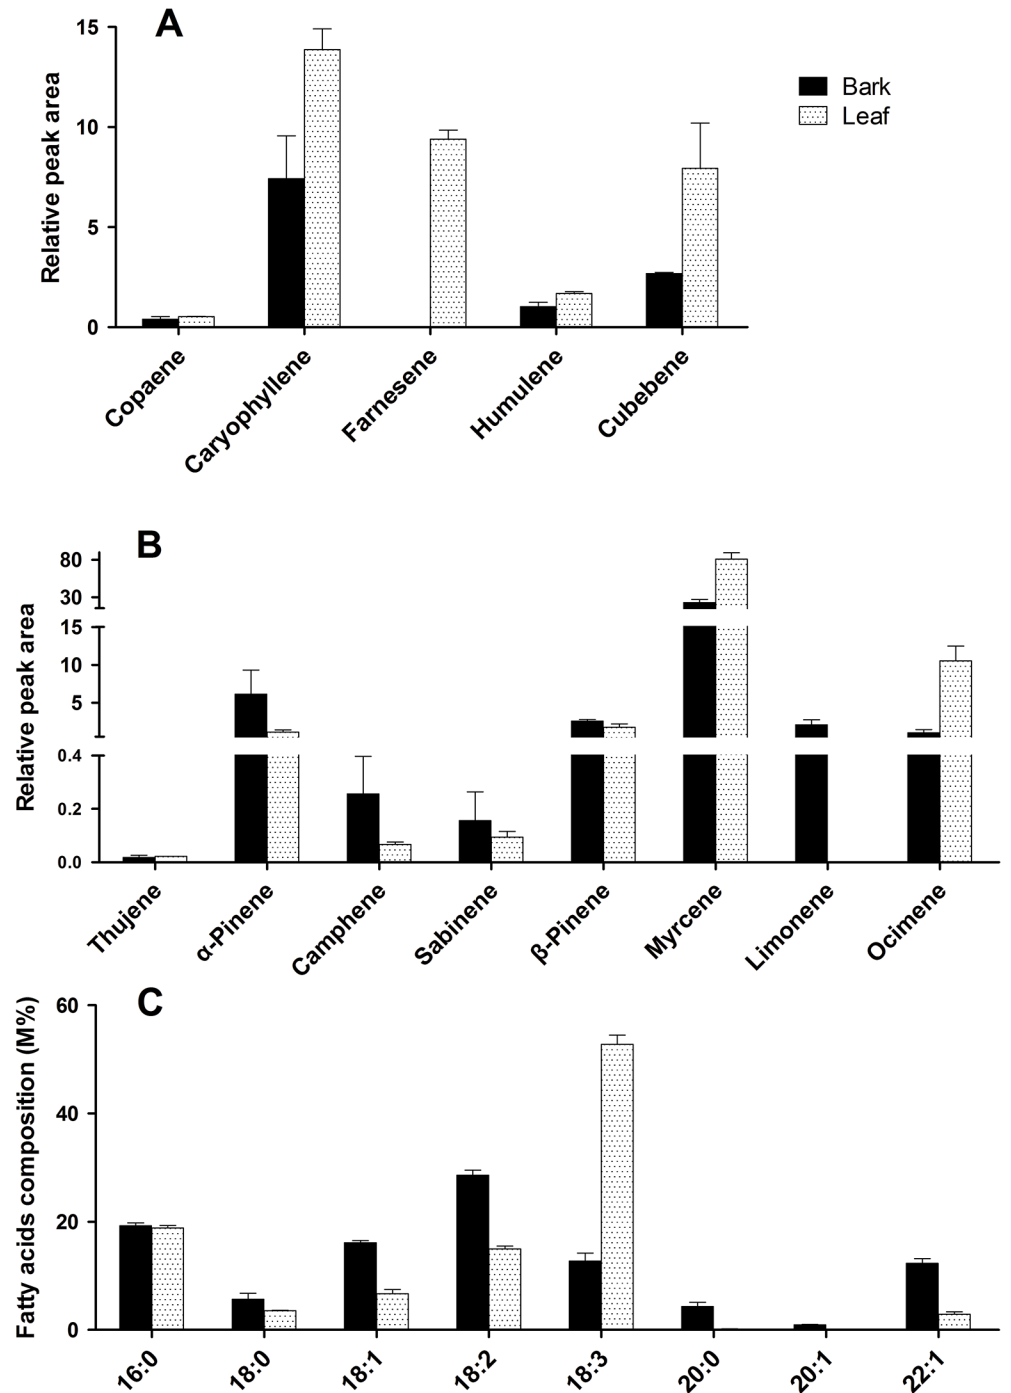 A
Relative peak area
15
10
5
0
Bark
Leaf
Copaene
Caryophyllene
Farnesene
Humulene
Cubebene
B
Relative peak area
80
30
15
10
5
0.4
0.2
0.0
Thujene
α-Pinene
Camphene
Sabinene
β-Pinene
Myrcene
Limonene
Ocimene
C
Fatty acids composition (M%)
60
40
20
0
16:0
18:0
18:1
18:2
18:3
20:0
20:1
22:1